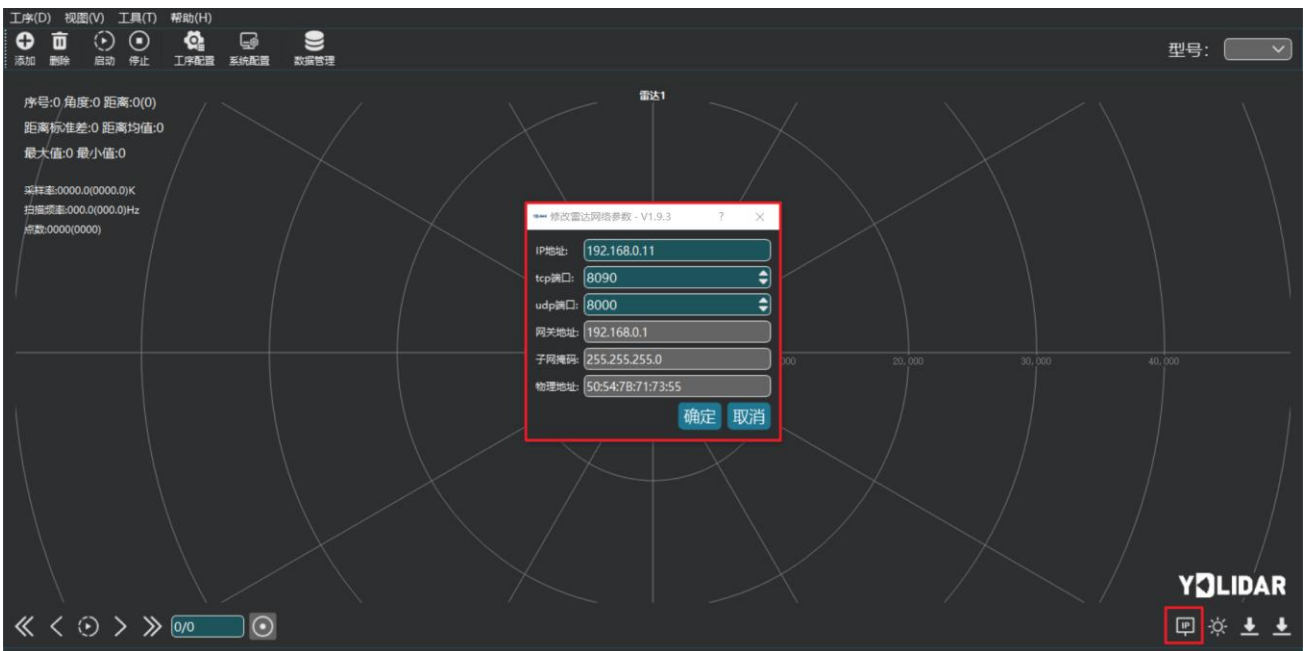 工序(D) 视图(V) 工具(T) 帮助(H)
添加 删除 启动 停止 工序配置 系统配置 数据管理
型号:
雷达1
序号:0 角度:0 距离:0(0)
距离标准差:0 距离均值:0
最大值:0 最小值:0
采样率:0000.0(0000.0)K
扫描频率:000.0(000.0)Hz
点数:0000(0000)
修改雷达网络参数 - V1.9.3 ? ×
IP地址: 192.168.0.11
tcp端口: 8090
udp端口: 8000
网关地址: 192.168.0.1
子网掩码: 255.255.255.0
物理地址: 50:54:7B:71:73:55
确定 取消
000 20,000 30,000 40,000
YDLIDAR
0/0
IP